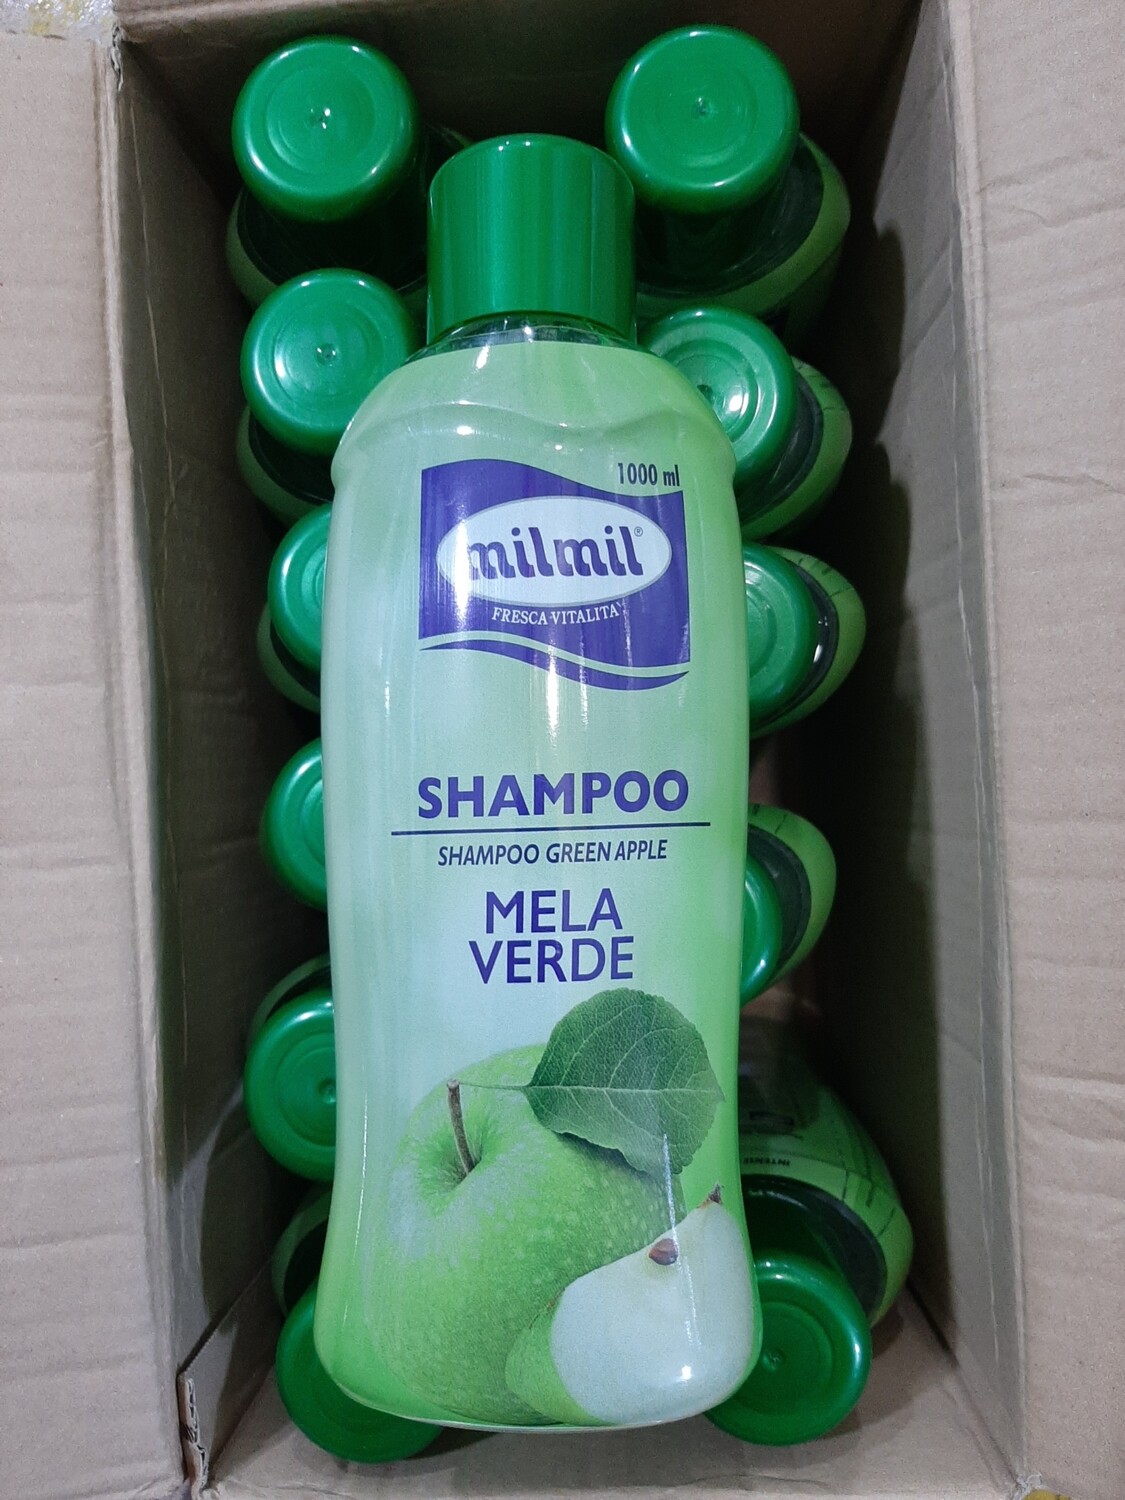 1000 ml
milmil®
FRESCA VITALITA'
SHAMPOO
SHAMPOO GREEN APPLE
MELA
VERDE